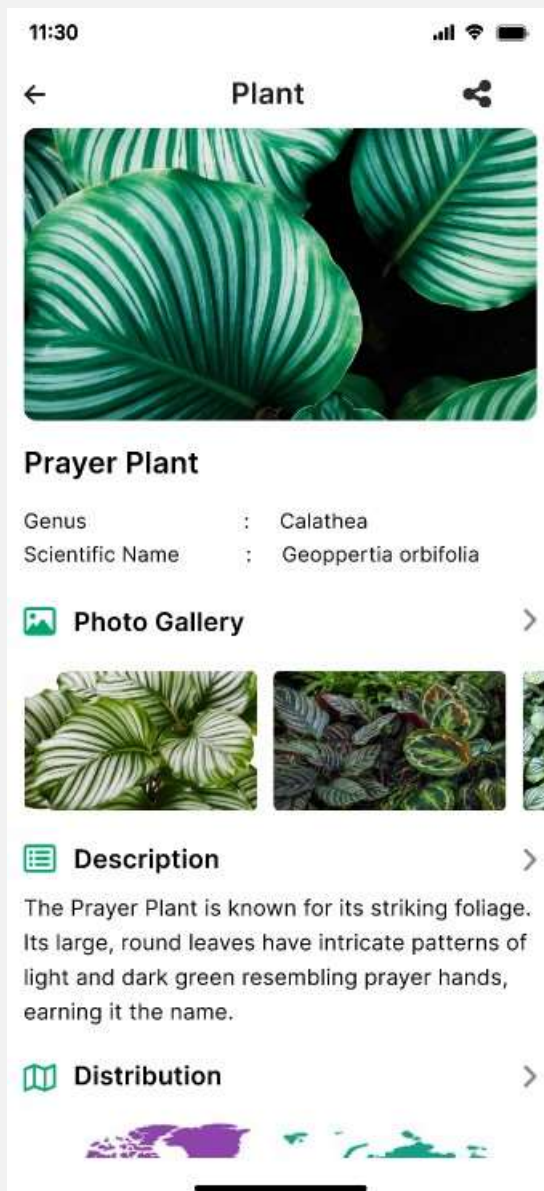 11:30
Plant
Prayer Plant
Genus : Calathea
Scientific Name : Geoppertia orbifolia
Photo Gallery
Description
The Prayer Plant is known for its striking foliage.
Its large, round leaves have intricate patterns of
light and dark green resembling prayer hands,
earning it the name.
Distribution